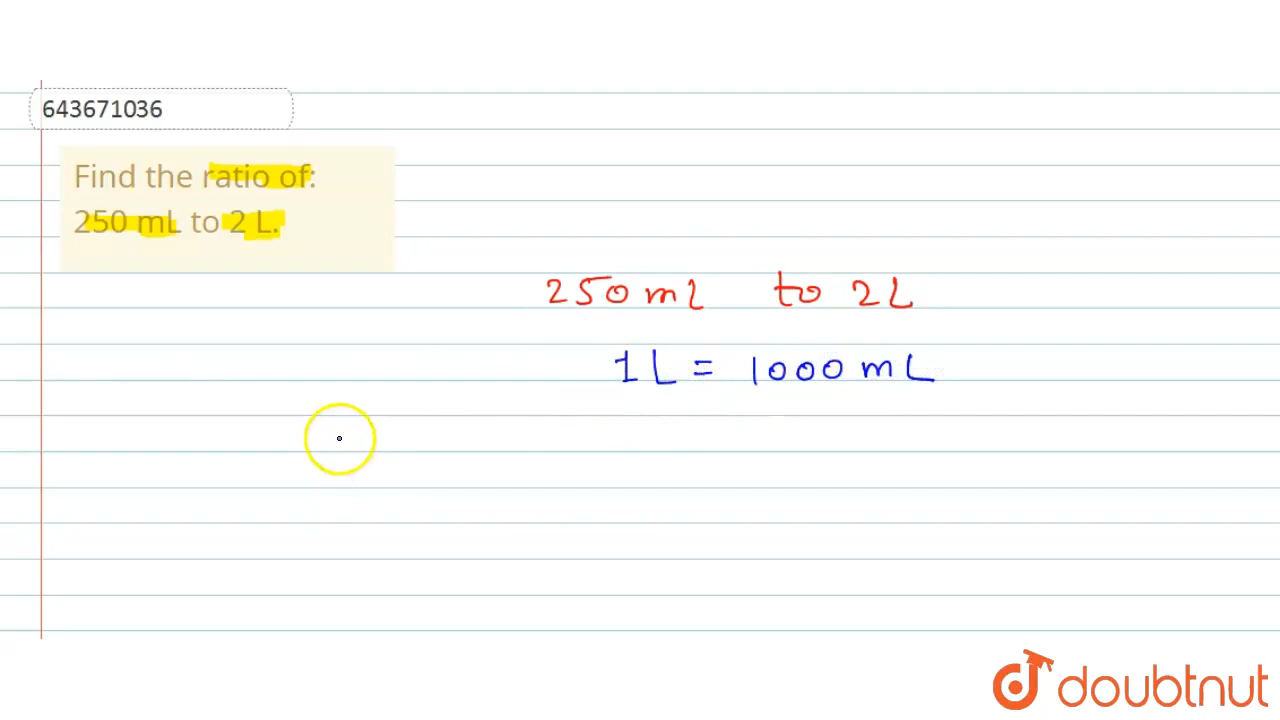 643671036
Find the ratio of:
250 mL to 2 L.
250 mL to 2L
1L = 1000 mL
doubtnut